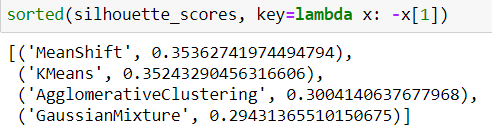 sorted(silhouette_scores, key=lambda x: -x[1])
[('MeanShift', 0.35362741974494794),
('KMeans', 0.35243290456316606),
('AgglomerativeClustering', 0.3004140637677968),
('GaussianMixture', 0.29431365510150675)]